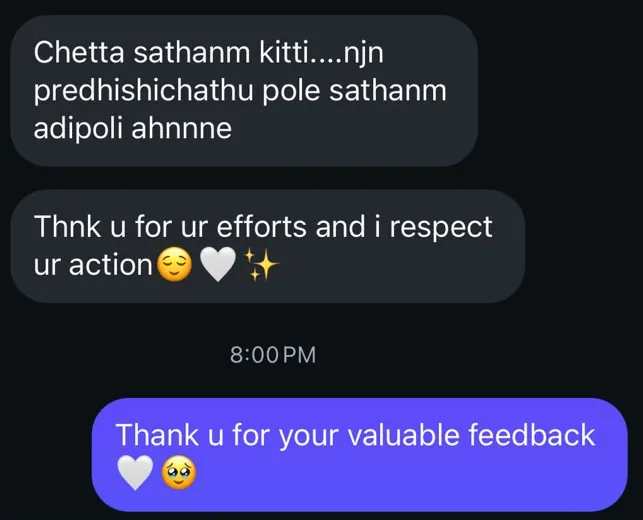 Chetta sathanm kitti....njn
predhishichathu pole sathanm
adipoli ahnnne
Thnk u for ur efforts and i respect
ur action😌🤍✨
8:00 PM
Thank u for your valuable feedback
🤍🥹